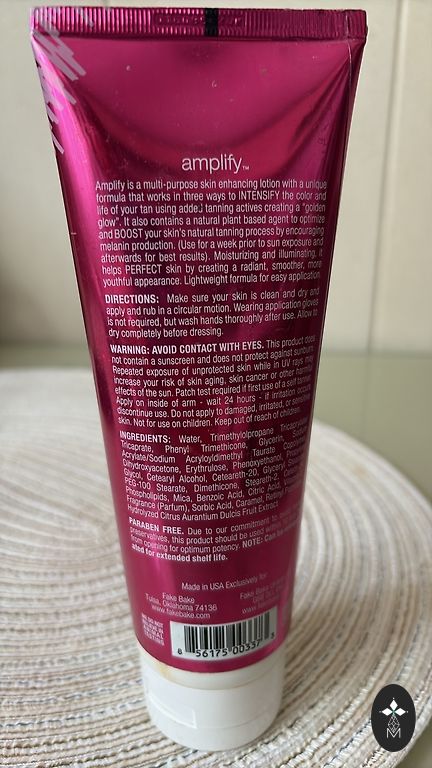 amplify™
Amplify is a multi-purpose skin enhancing lotion with a unique
formula that works in three ways to INTENSIFY the color and
life of your tan using added tanning actives creating a "golden
glow". It also contains a natural plant based agent to optimize
and BOOST your skin's natural tanning process by encouraging
melanin production. (Use for a week prior to sun exposure and
afterwards for best results). Moisturizing and illuminating, it
helps PERFECT skin by creating a radiant, smoother, more
youthful appearance. Lightweight formula for easy application.
DIRECTIONS: Make sure your skin is clean and dry and
apply and rub in a circular motion. Wearing application gloves
is not required, but wash hands thoroughly after use. Allow to
dry completely before dressing.
WARNING: AVOID CONTACT WITH EYES. This product does
not contain a sunscreen and does not protect against sunburn.
Repeated exposure of unprotected skin while in UV rays may
increase your risk of skin aging, skin cancer or other harmful
effects of the sun. Patch test required if first use of a self tanner.
Apply on inside of arm - wait 24 hours - if irritation occurs
discontinue use. Do not apply to damaged, irritated, or sensitive
skin. Not for use on children. Keep out of reach of children.
INGREDIENTS: Water, Trimethylolpropane Tricaprylate/
Tricaprate, Phenyl Trimethicone, Glycerin,
Acrylate/Sodium Acryloyldimethyl Taurate Copolymer,
Dihydroxyacetone, Erythrulose, Phenoxyethanol,
Glycol, Cetearyl Alcohol, Ceteareth-20, Glyceryl
PEG-100 Stearate, Dimethicone, Steareth-2,
Phospholipids, Mica, Benzoic Acid, Citric Acid,
Fragrance (Parfum), Sorbic Acid, Caramel, Retinyl
Hydrolyzed Citrus Aurantium Dulcis Fruit Extract
PARABEN FREE. Due to our commitment to
preservatives, this product should be used within
from opening for optimum potency. NOTE: Can be
ated for extended shelf life.
Made in USA Exclusively for
Fake Bake
Tulsa, Oklahoma 74136
www.fakebake.com
Fake Bake
WE DO NOT
BELIEVE IN
ANIMAL
TESTING
8 56175 00337 3
M